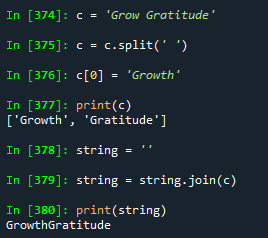 In [374]: c = 'Grow Gratitude'
In [375]: c = c.split(' ')
In [376]: c[0] = 'Growth'
In [377]: print(c)
['Growth', 'Gratitude']
In [378]: string = ''
In [379]: string = string.join(c)
In [380]: print(string)
GrowthGratitude